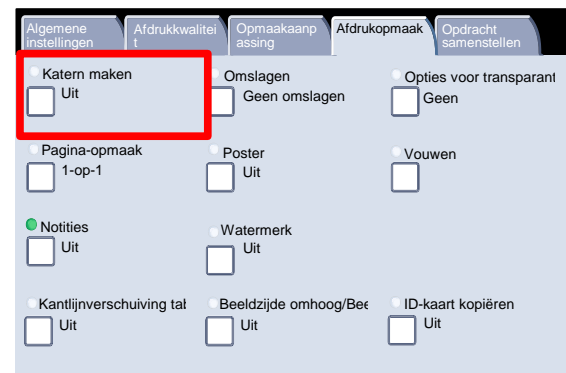 Algemene
instellingen
Afdrukkwalitei
t
Opmaakaanp
assing
Afdrukopmaak
Opdracht
samenstellen
Katern maken
Uit
Omslagen
Geen omslagen
Opties voor transparant
Geen
Pagina-opmaak
1-op-1
Poster
Uit
Vouwen
Notities
Uit
Watermerk
Uit
Kantlijnverschuiving tab
Uit
Beeldzijde omhoog/Bee
Uit
ID-kaart kopiëren
Uit